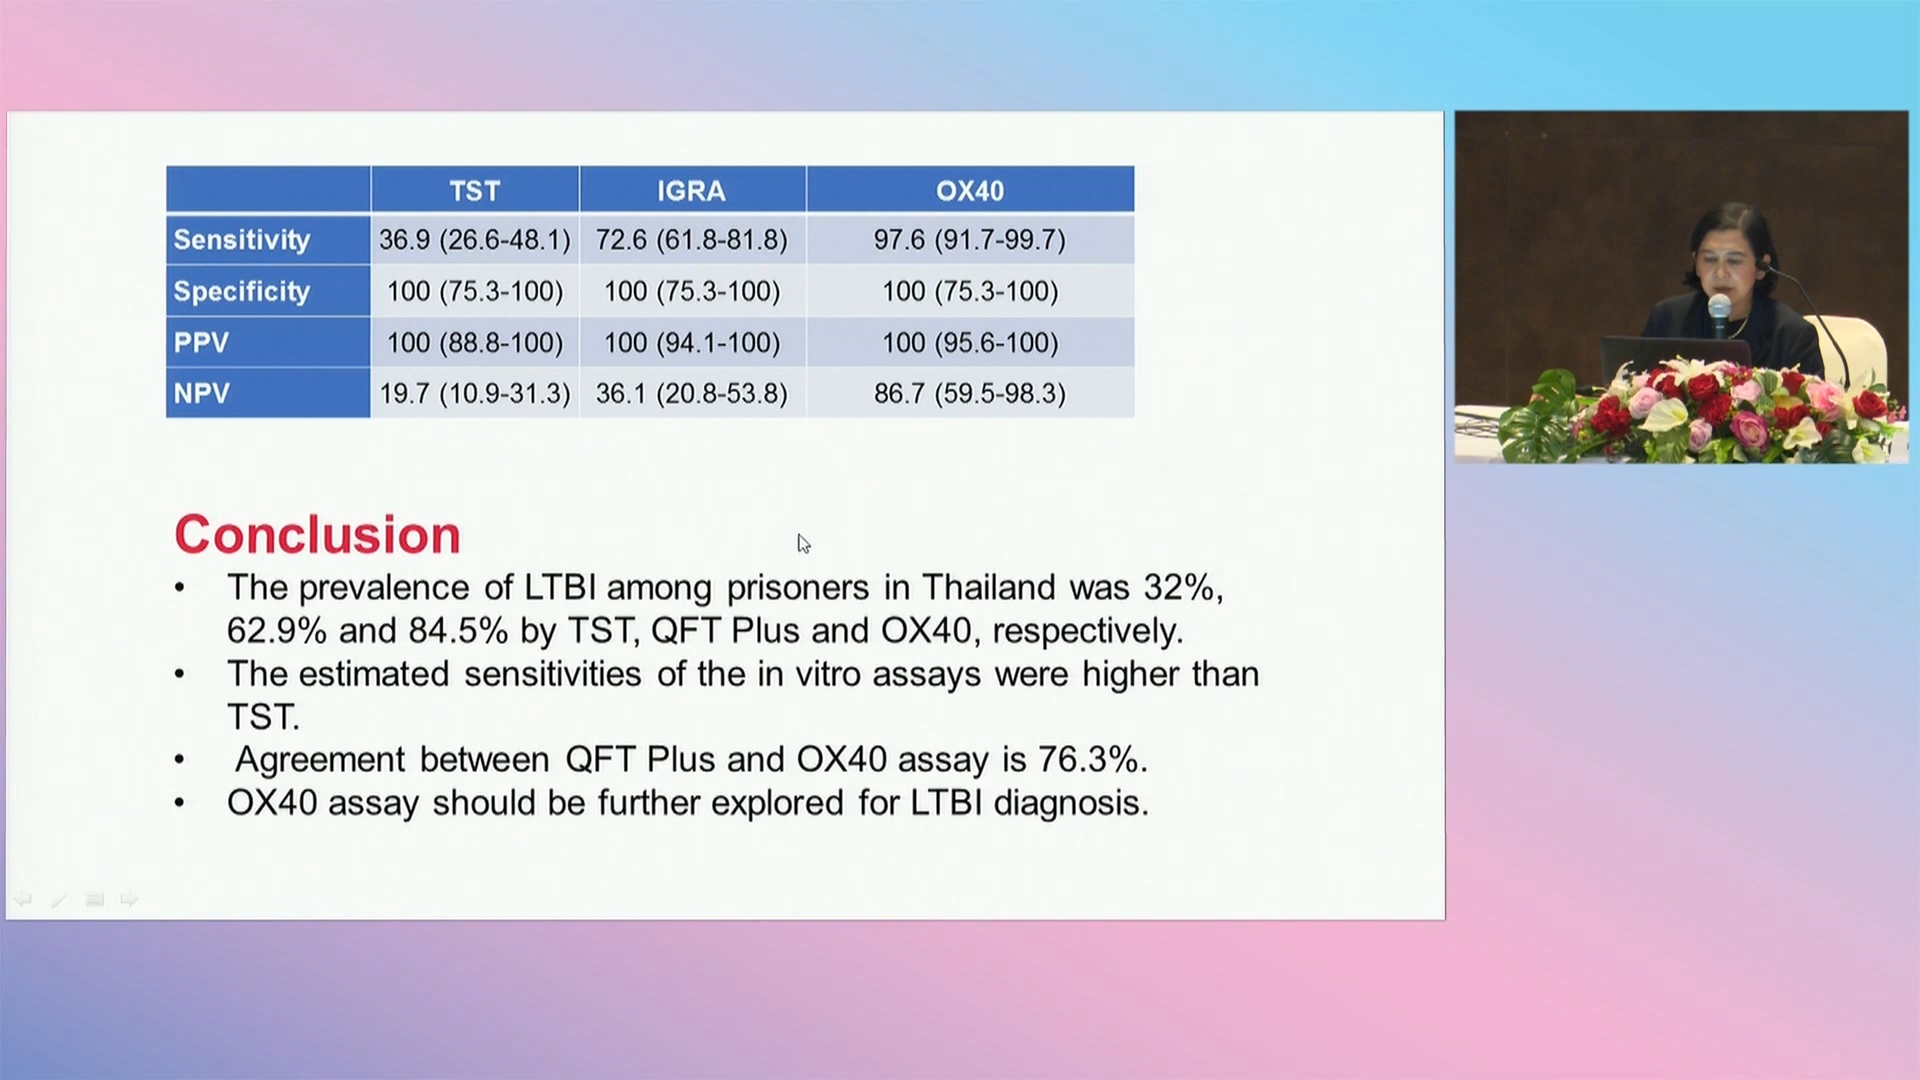 TST IGRA OX40
Sensitivity 36.9 (26.6-48.1) 72.6 (61.8-81.8) 97.6 (91.7-99.7)
Specificity 100 (75.3-100) 100 (75.3-100) 100 (75.3-100)
PPV 100 (88.8-100) 100 (94.1-100) 100 (95.6-100)
NPV 19.7 (10.9-31.3) 36.1 (20.8-53.8) 86.7 (59.5-98.3)
Conclusion
• The prevalence of LTBI among prisoners in Thailand was 32%,
62.9% and 84.5% by TST, QFT Plus and OX40, respectively.
• The estimated sensitivities of the in vitro assays were higher than
TST.
• Agreement between QFT Plus and OX40 assay is 76.3%.
• OX40 assay should be further explored for LTBI diagnosis.